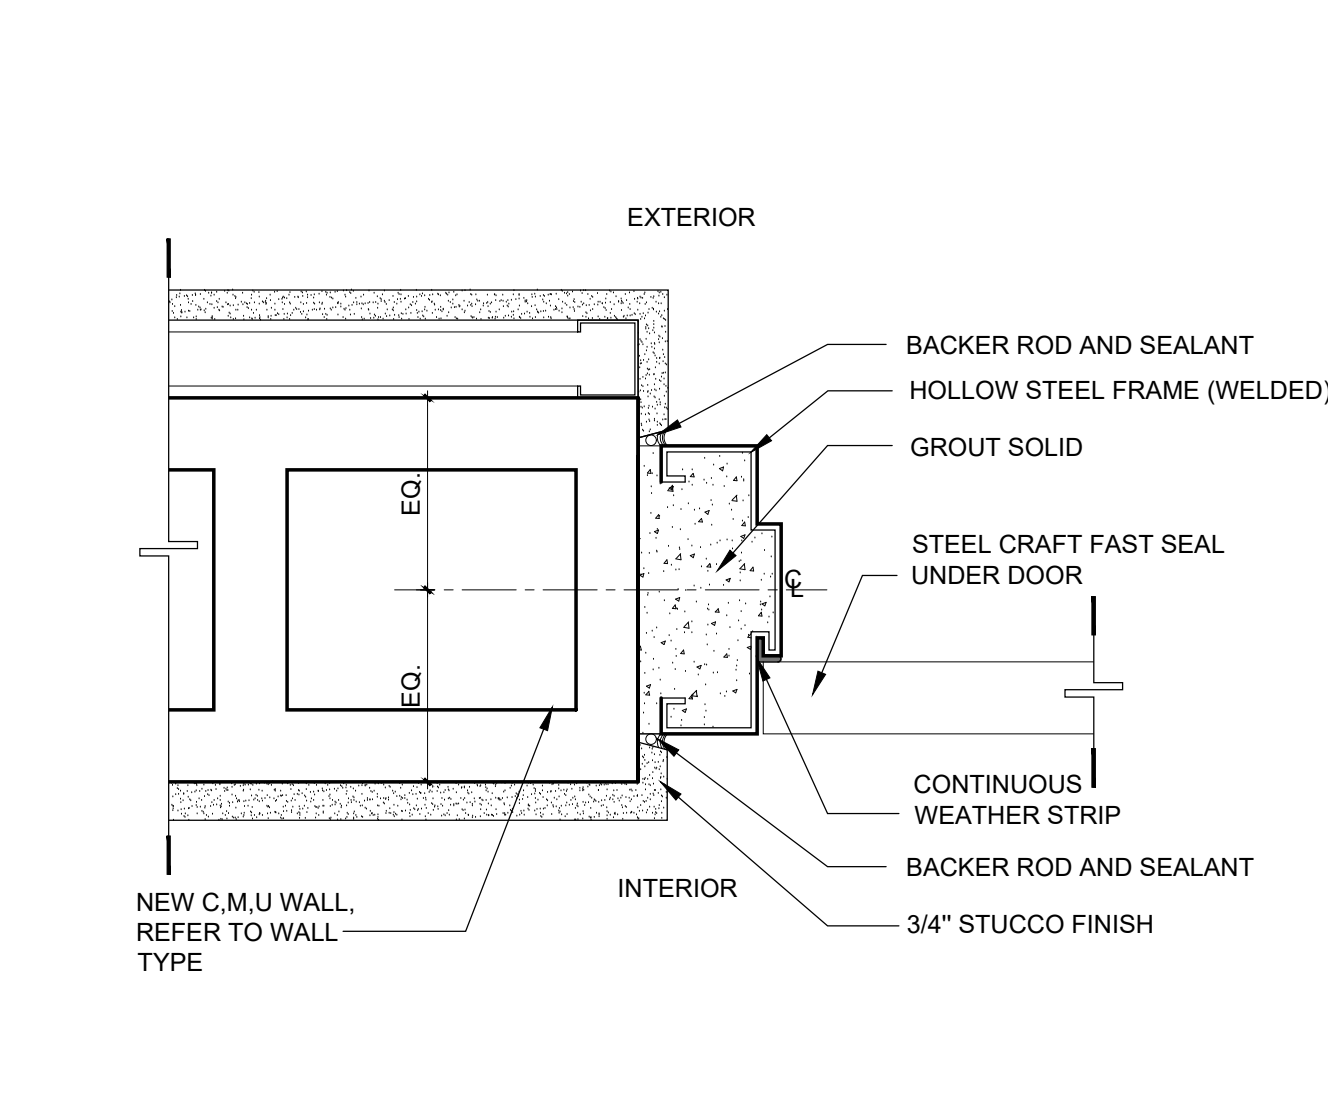 EXTERIOR
BACKER ROD AND SEALANT
HOLLOW STEEL FRAME (WELDED)
GROUT SOLID
EQ.
STEEL CRAFT FAST SEAL
UNDER DOOR
CL
EQ.
CONTINUOUS
WEATHER STRIP
BACKER ROD AND SEALANT
INTERIOR
NEW C,M,U WALL,
REFER TO WALL
TYPE
3/4" STUCCO FINISH